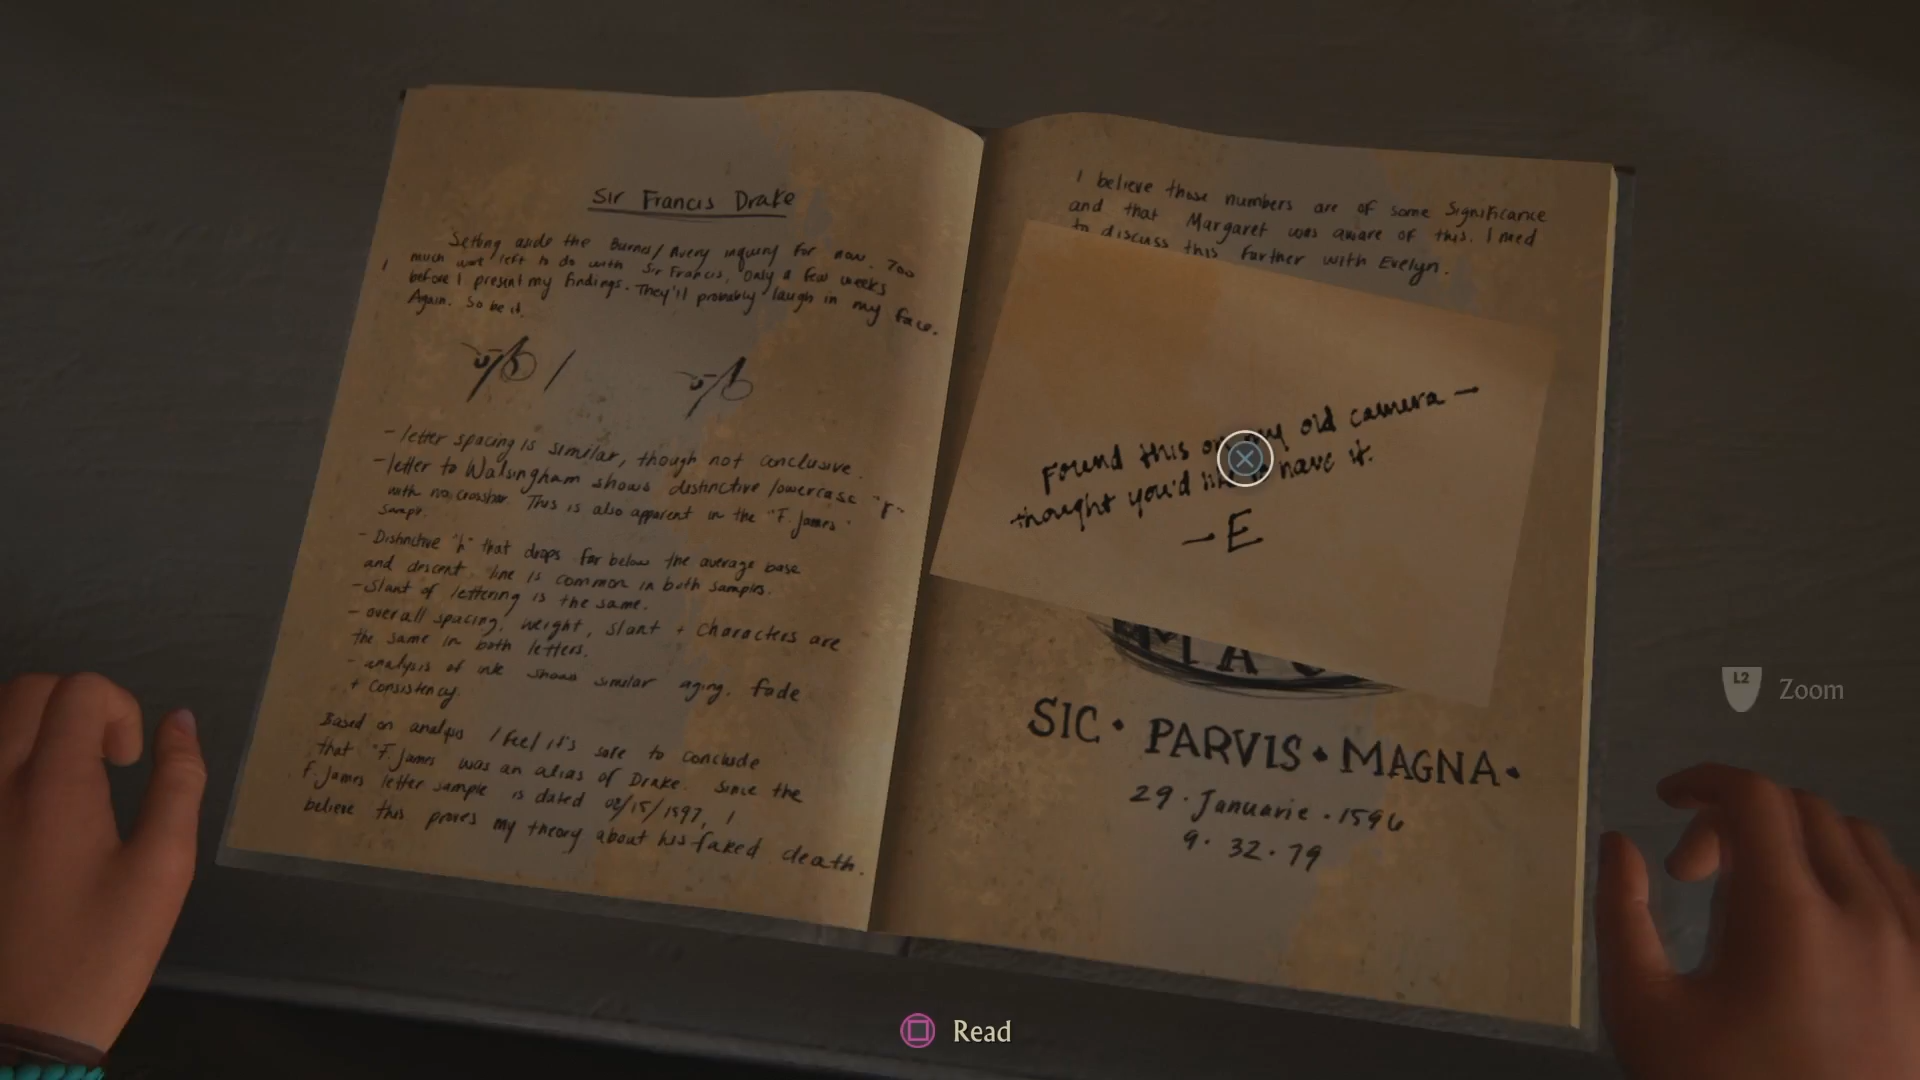 Sir Francis Drake
Setting aside the Burnes/Avery inquiry for now. Too
much work left to do with Sir Francis. Only a few weeks
before I present my findings. They'll probably laugh in my face.
Again. So be it.
- letter spacing is similar, though not conclusive.
- letter to Walsingham shows distinctive lowercase "F"
with no crossbar. This is also apparent in the "F. James"
- Distinctive "h" that drops far below the average base
and descent line is common in both samples.
- Slant of lettering is the same.
- overall spacing, weight, slant + characters are
the same in both letters.
- analysis of ink shows similar aging, fade
+ consistency.
Based on analysis I feel it's safe to conclude
that "F. James was an alias of Drake. Since the
F. James letter sample is dated 02/15/1597, I
believe this proves my theory about his faked death.
I believe those numbers are of some significance
and that Margaret was aware of this. I need
to discuss this further with Evelyn.
Found this on my old camera -
thought you'd like to have it.
- E
SIC • PARVIS • MAGNA •
29 • Januarie • 1596
9 • 32 • 79
L2
Zoom
Read